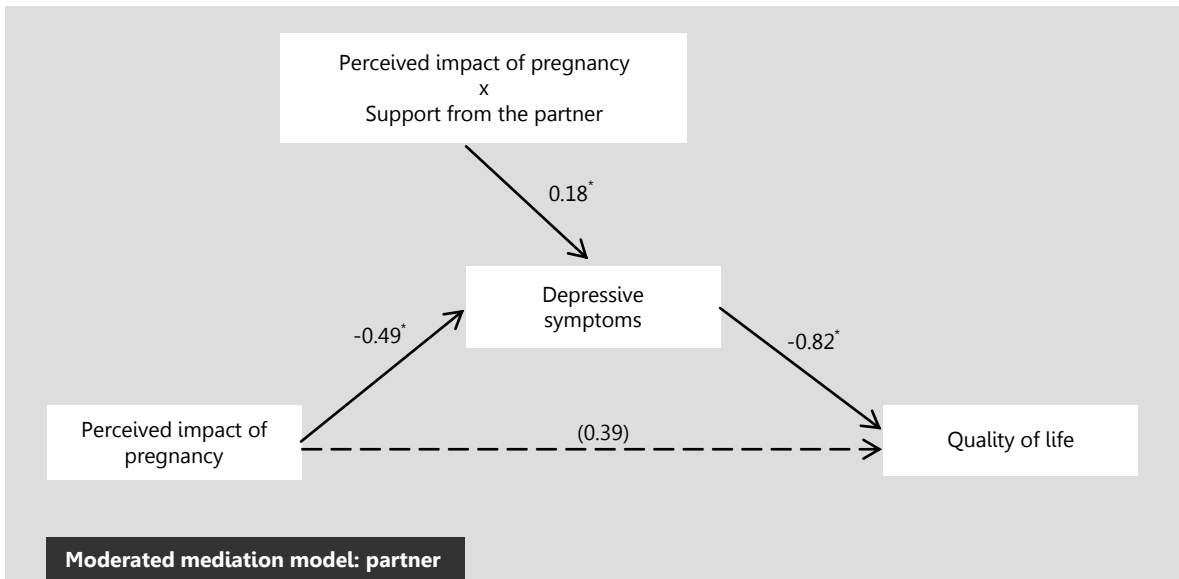 Perceived impact of pregnancy
x
Support from the partner
0.18*
Depressive
symptoms
-0.49*
-0.82*
Perceived impact of
pregnancy
(0.39)
Quality of life
Moderated mediation model: partner